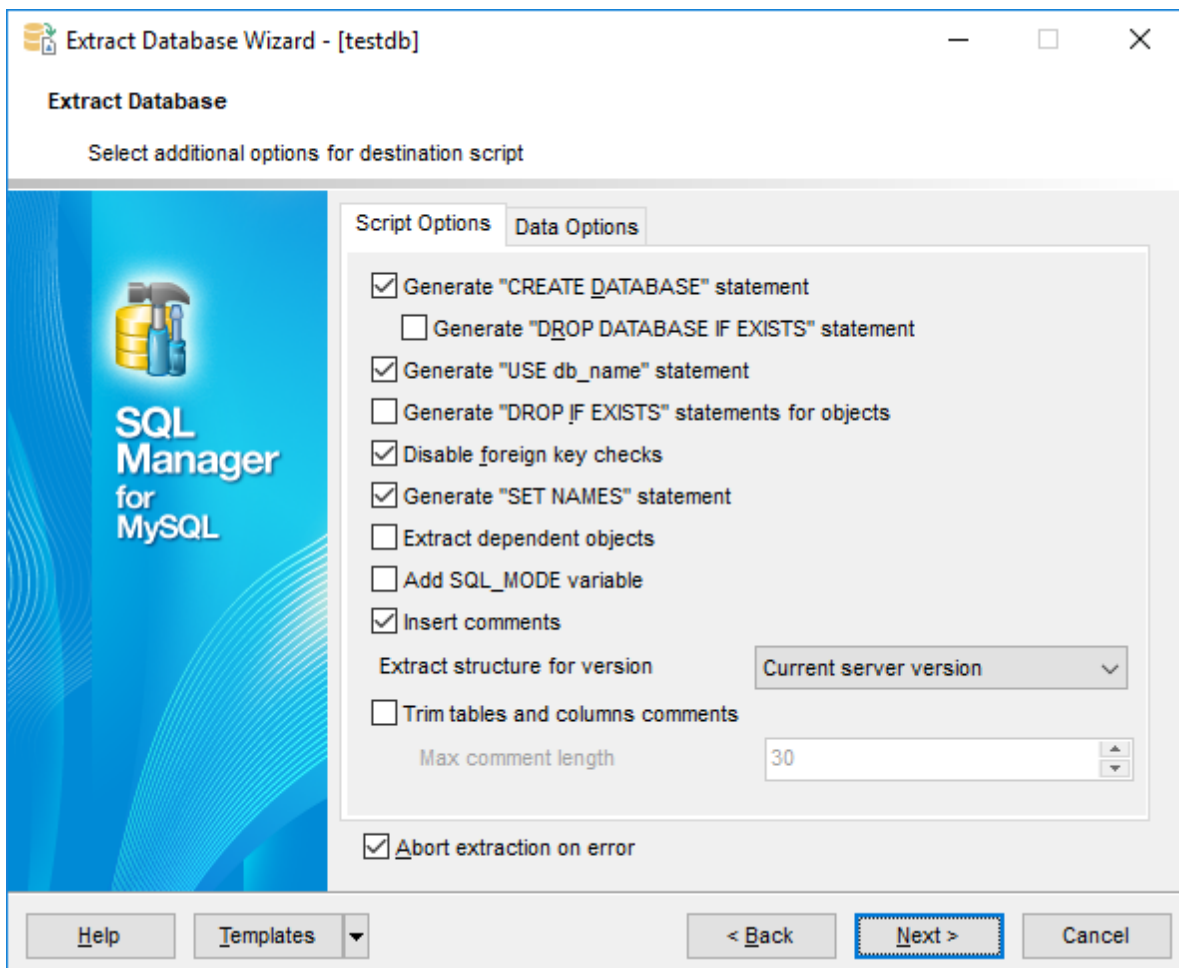 Extract Database Wizard - [testdb]
Extract Database
Select additional options for destination script
SQL
Manager
for
MySQL
Script Options
Data Options
Generate "CREATE DATABASE" statement
Generate "DROP DATABASE IF EXISTS" statement
Generate "USE db_name" statement
Generate "DROP IF EXISTS" statements for objects
Disable foreign key checks
Generate "SET NAMES" statement
Extract dependent objects
Add SQL_MODE variable
Insert comments
Extract structure for version
Current server version
Trim tables and columns comments
Max comment length
30
Abort extraction on error
Help
Templates
< Back
Next >
Cancel